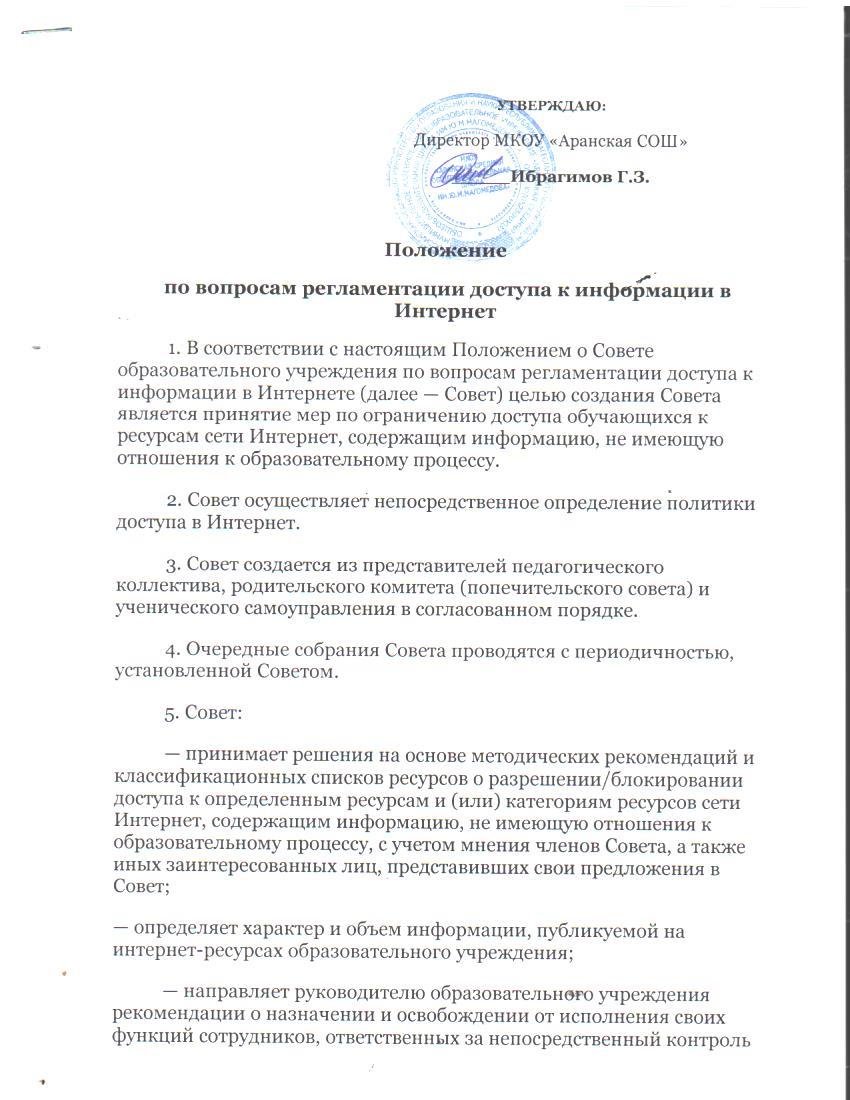 УТВЕРЖДАЮ:
Директор МКОУ «Аранская СОШ»
Ибрагимов Г.З.
ИМ.Ю.М.МАГОМЕДОВА
Положение
по вопросам регламентации доступа к информации в
Интернет
1. В соответствии с настоящим Положением о Совете
образовательного учреждения по вопросам регламентации доступа к
информации в Интернете (далее — Совет) целью создания Совета
является принятие мер по ограничению доступа обучающихся к
ресурсам сети Интернет, содержащим информацию, не имеющую
отношения к образовательному процессу.
2. Совет осуществляет непосредственное определение политики
доступа в Интернет.
3. Совет создается из представителей педагогического
коллектива, родительского комитета (попечительского совета) и
ученического самоуправления в согласованном порядке.
4. Очередные собрания Совета проводятся с периодичностью,
установленной Советом.
5. Совет:
— принимает решения на основе методических рекомендаций и
классификационных списков ресурсов о разрешении/блокировании
доступа к определенным ресурсам и (или) категориям ресурсов сети
Интернет, содержащим информацию, не имеющую отношения к
образовательному процессу, с учетом мнения членов Совета, а также
иных заинтересованных лиц, представивших свои предложения в
Совет;
— определяет характер и объем информации, публикуемой на
интернет-ресурсах образовательного учреждения;
— направляет руководителю образовательного учреждения
рекомендации о назначении и освобождении от исполнения своих
функций сотрудников, ответственных за непосредственный контроль